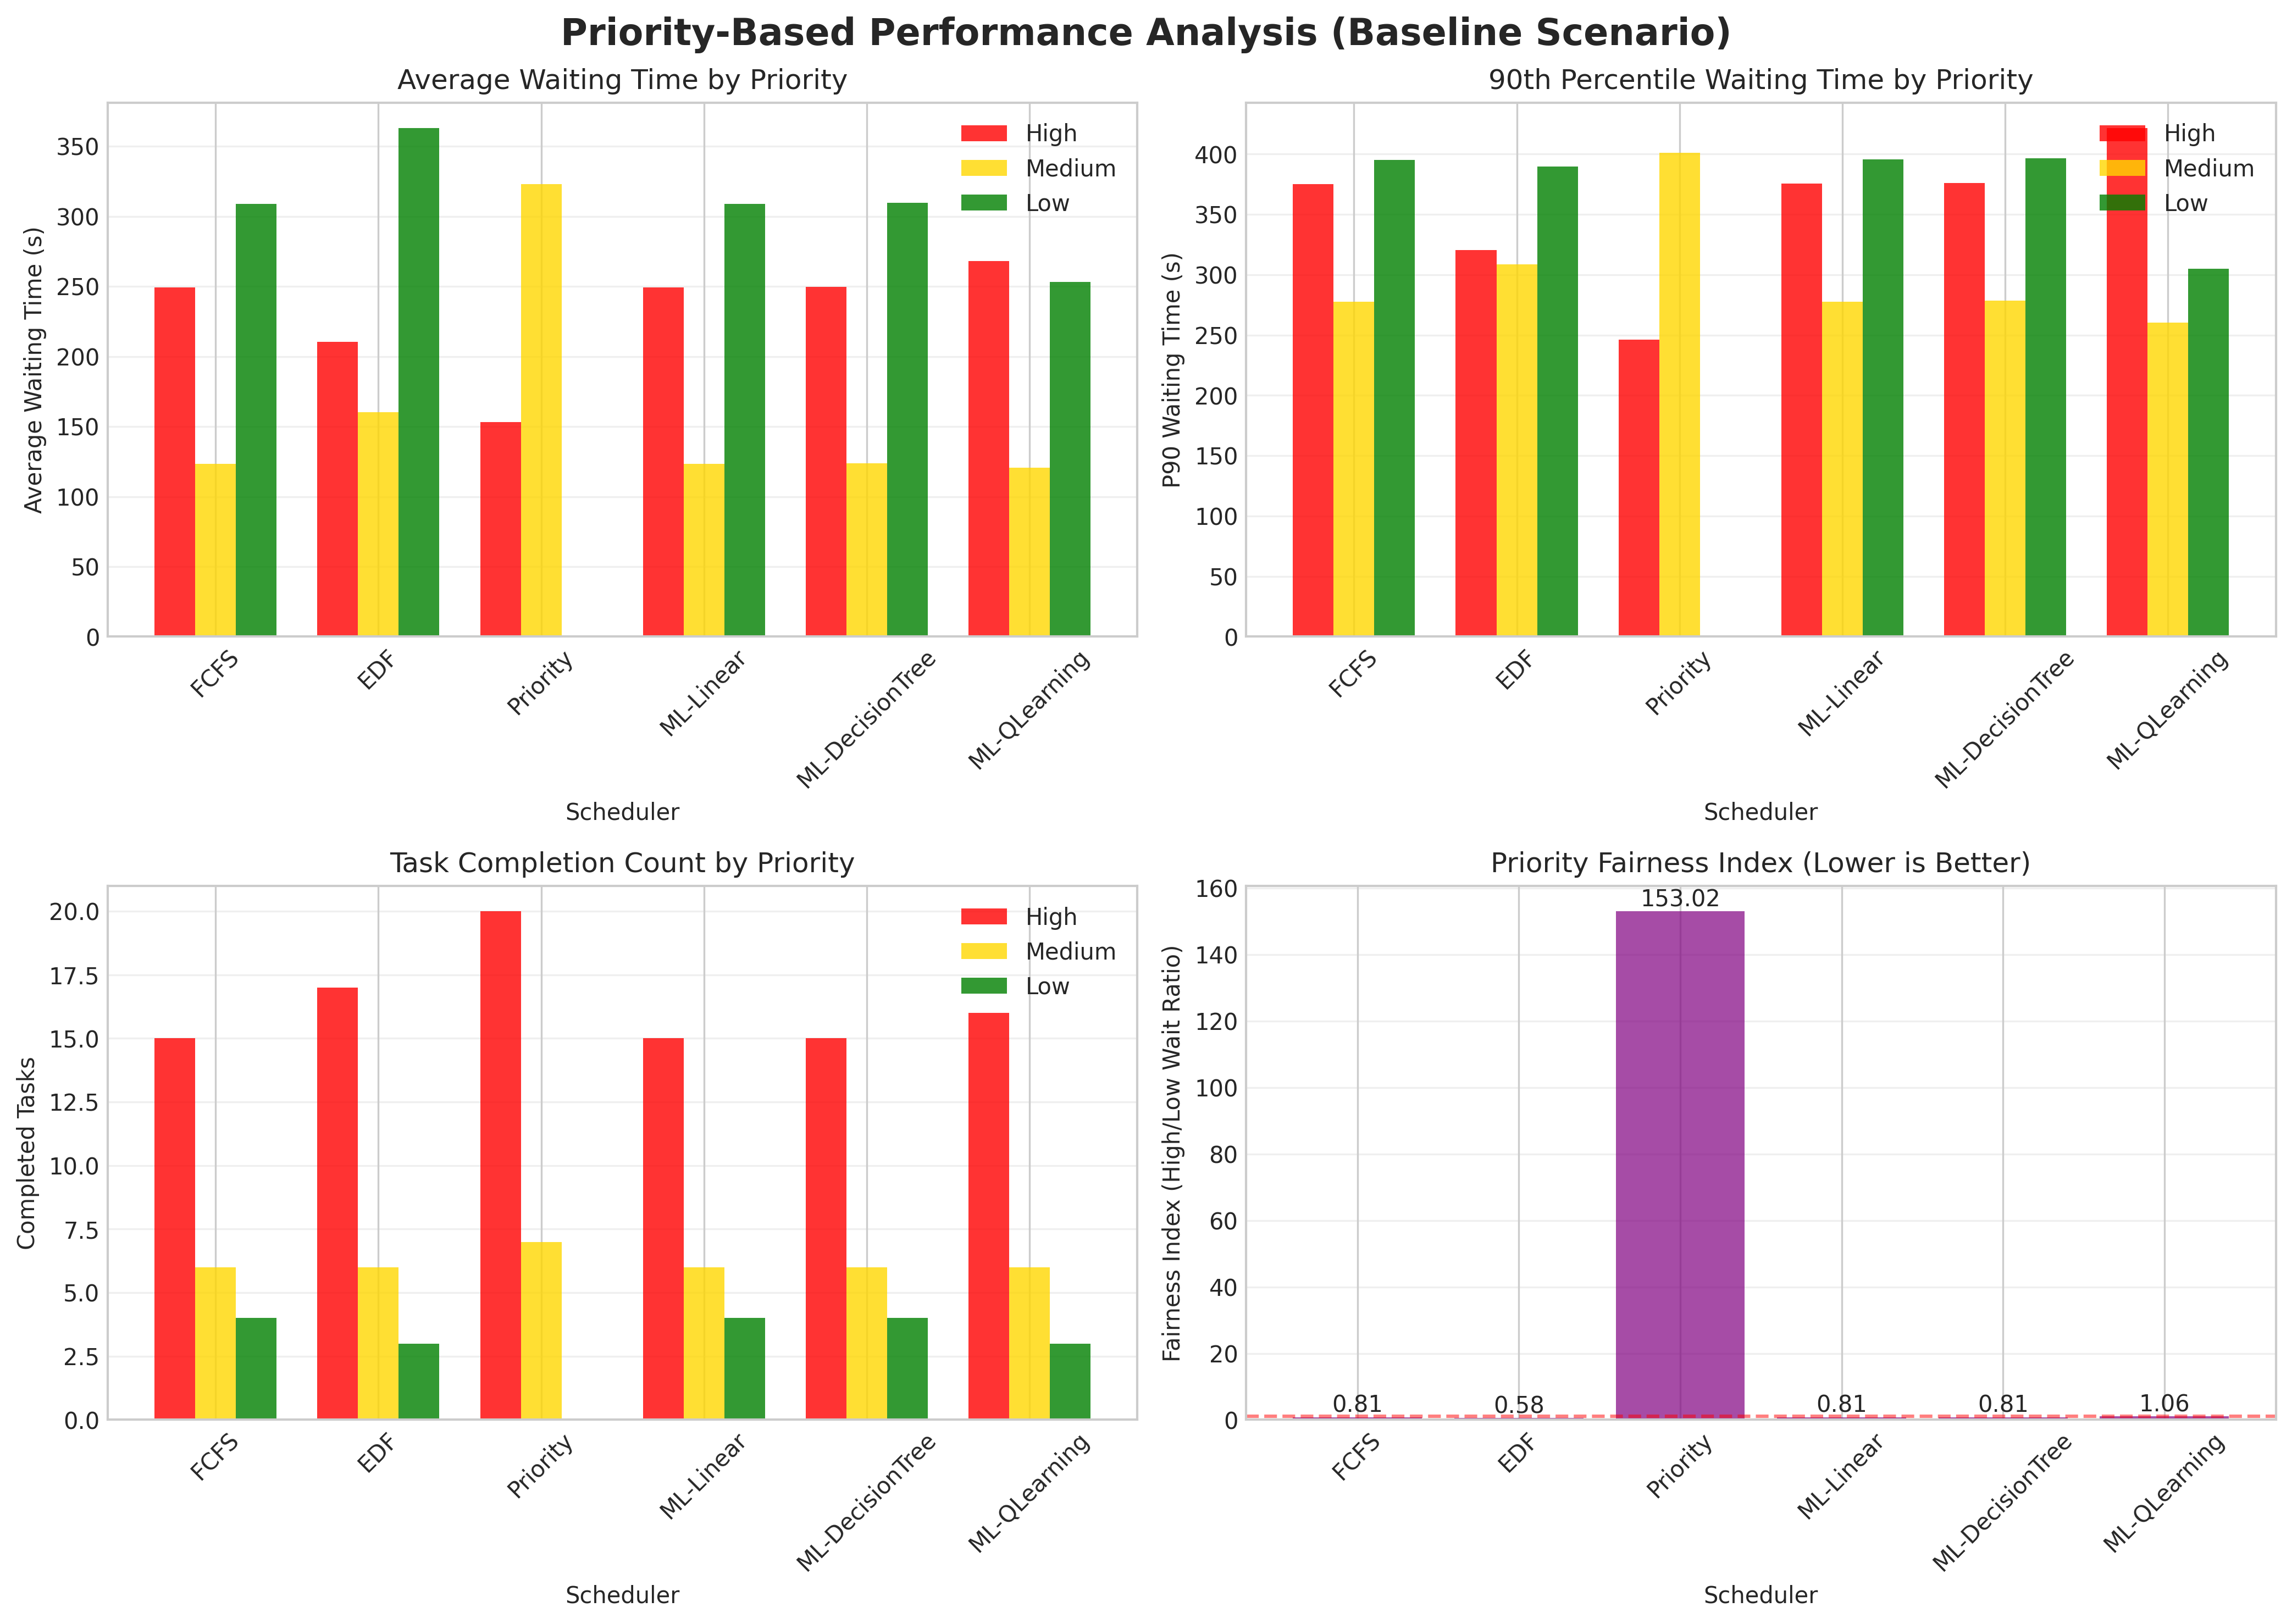 Priority-Based Performance Analysis (Baseline Scenario)
Average Waiting Time by Priority
Average Waiting Time (s)
350
300
250
200
150
100
50
0
High
Medium
Low
FCFS
EDF
Priority
ML-Linear
ML-DecisionTree
ML-QLearning
Scheduler
90th Percentile Waiting Time by Priority
P90 Waiting Time (s)
400
350
300
250
200
150
100
50
0
High
Medium
Low
FCFS
EDF
Priority
ML-Linear
ML-DecisionTree
ML-QLearning
Scheduler
Task Completion Count by Priority
Completed Tasks
20.0
17.5
15.0
12.5
10.0
7.5
5.0
2.5
0.0
High
Medium
Low
FCFS
EDF
Priority
ML-Linear
ML-DecisionTree
ML-QLearning
Scheduler
Priority Fairness Index (Lower is Better)
Fairness Index (High/Low Wait Ratio)
160
140
120
100
80
60
40
20
0
0.81
0.58
153.02
0.81
0.81
1.06
FCFS
EDF
Priority
ML-Linear
ML-DecisionTree
ML-QLearning
Scheduler